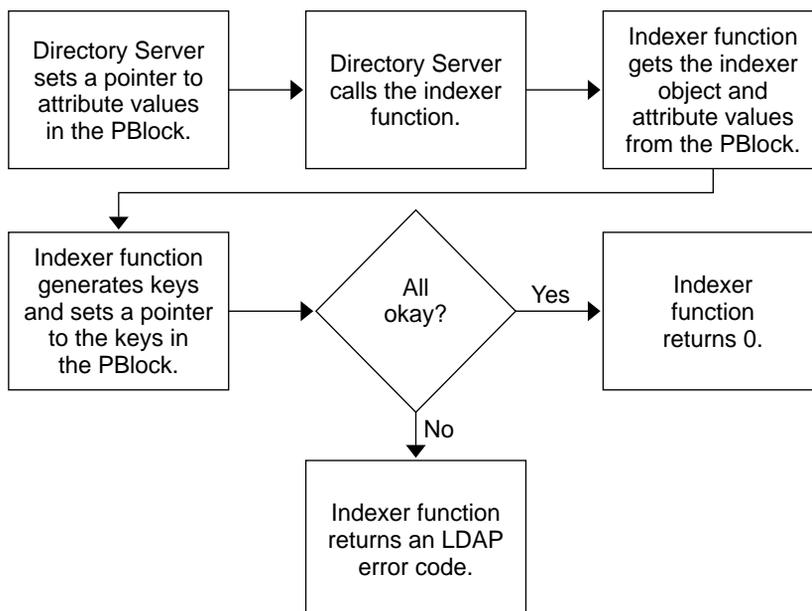 Directory Server
sets a pointer to
attribute values
in the PBlock.
Directory Server
calls the indexer
function.
Indexer function
gets the indexer
object and
attribute values
from the PBlock.
Indexer function
generates keys
and sets a pointer
to the keys in
the PBlock.
All
okay?
Yes
Indexer
function
returns 0.
No
Indexer function
returns an LDAP
error code.